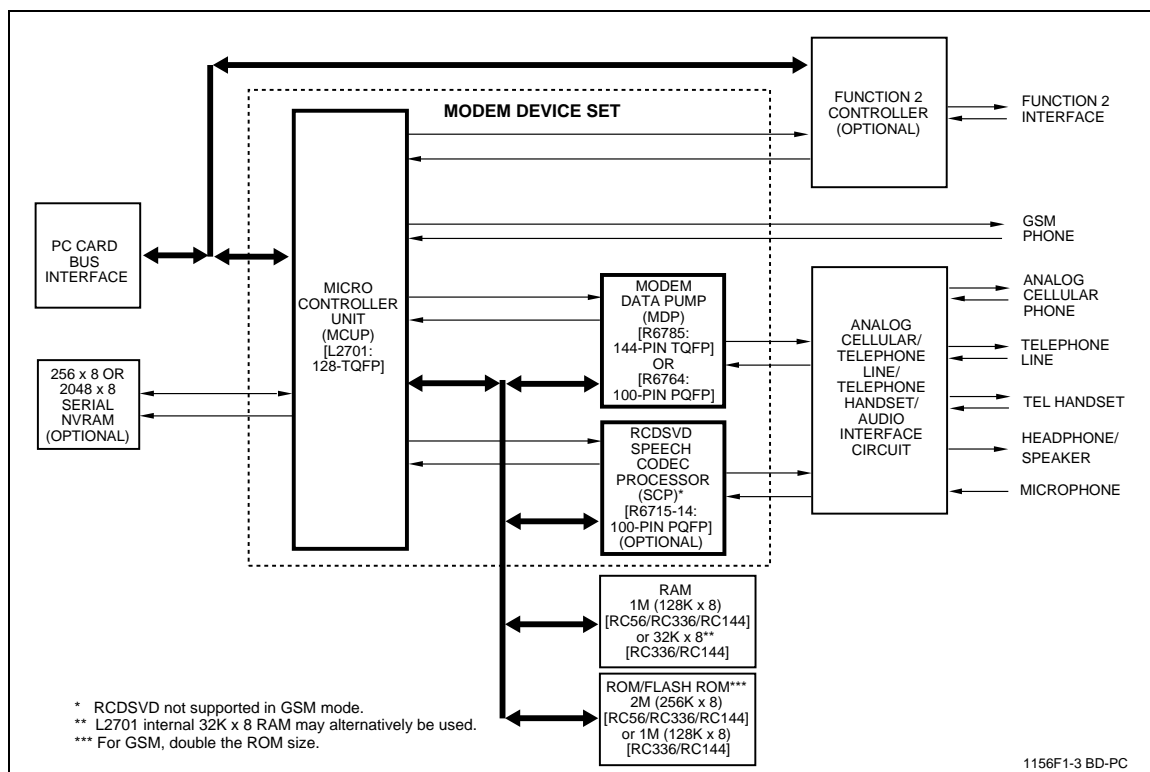 FUNCTION 2
CONTROLLER
(OPTIONAL)
FUNCTION 2
INTERFACE
MODEM DEVICE SET
PC CARD
BUS
INTERFACE
MICRO
CONTROLLER
UNIT
(MCUP)
[L2701:
128-TQFP]
GSM
PHONE
256 x 8 OR
2048 x 8
SERIAL
NVRAM
(OPTIONAL)
MODEM
DATA PUMP
(MDP)
[R6785:
144-PIN TQFP]
OR
[R6764:
100-PIN PQFP]
RCDSVD
SPEECH
CODEC
PROCESSOR
(SCP)*
[R6715-14:
100-PIN PQFP]
(OPTIONAL)
ANALOG
CELLULAR/
TELEPHONE
LINE/
TELEPHONE
HANDSET/
AUDIO
INTERFACE
CIRCUIT
ANALOG
CELLULAR
PHONE
TELEPHONE
LINE
TEL HANDSET
HEADPHONE/
SPEAKER
MICROPHONE
RAM
1M (128K x 8)
[RC56/RC336/RC144]
or 32K x 8**
[RC336/RC144]
ROM/FLASH ROM***
2M (256K x 8)
[RC56/RC336/RC144]
or 1M (128K x 8)
[RC336/RC144]
* RCDSVD not supported in GSM mode.
** L2701 internal 32K x 8 RAM may alternatively be used.
*** For GSM, double the ROM size.
1156F1-3 BD-PC